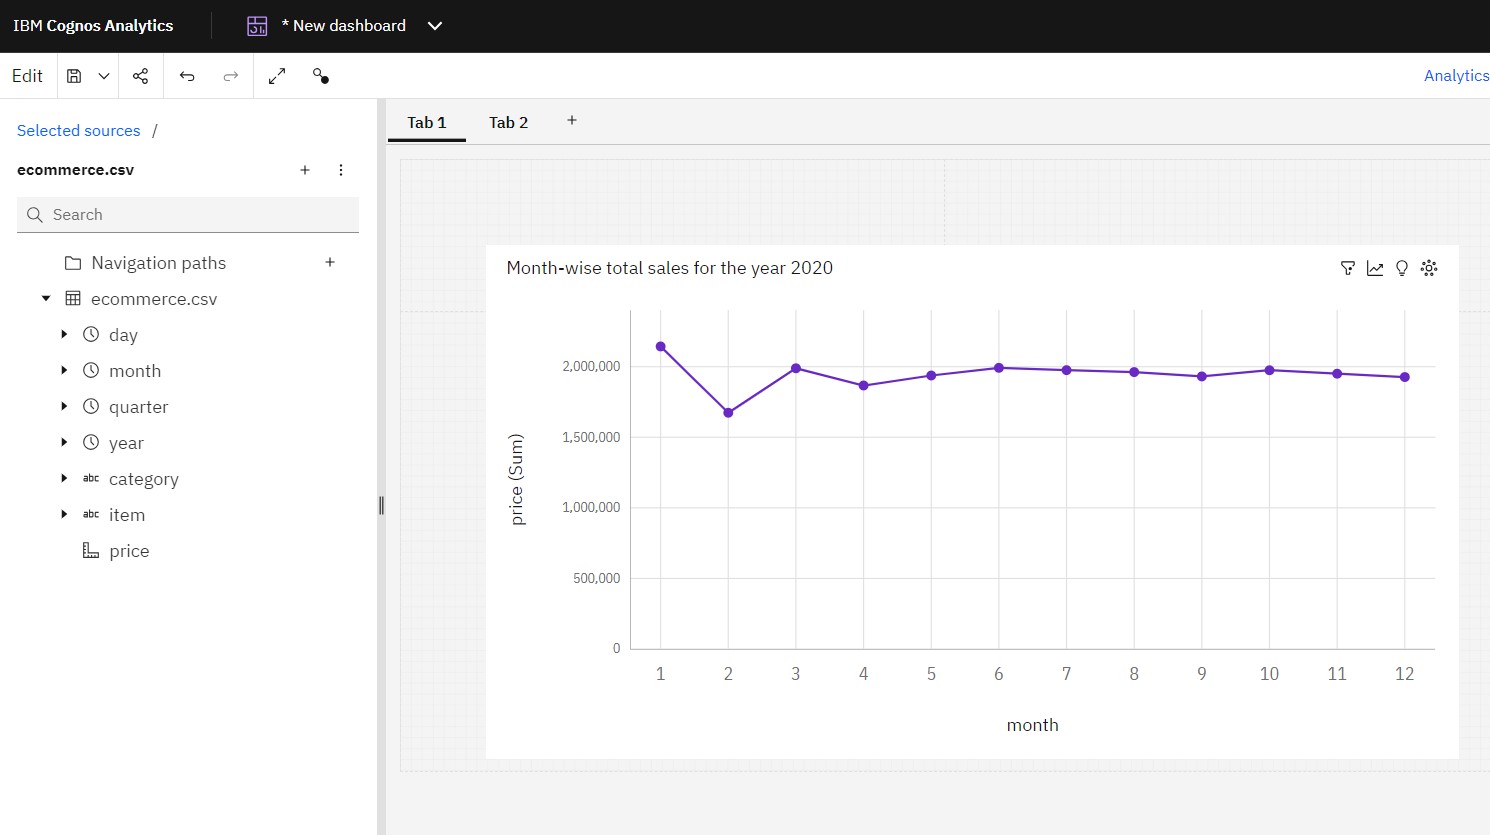 IBM Cognos Analytics
* New dashboard
Edit
Analytics
Selected sources /
Tab 1
Tab 2
+
ecommerce.csv
+
Search
Navigation paths
+
ecommerce.csv
day
month
quarter
year
abc category
abc item
price
Month-wise total sales for the year 2020
price (Sum)
2,000,000
1,500,000
1,000,000
500,000
0
1 2 3 4 5 6 7 8 9 10 11 12
month